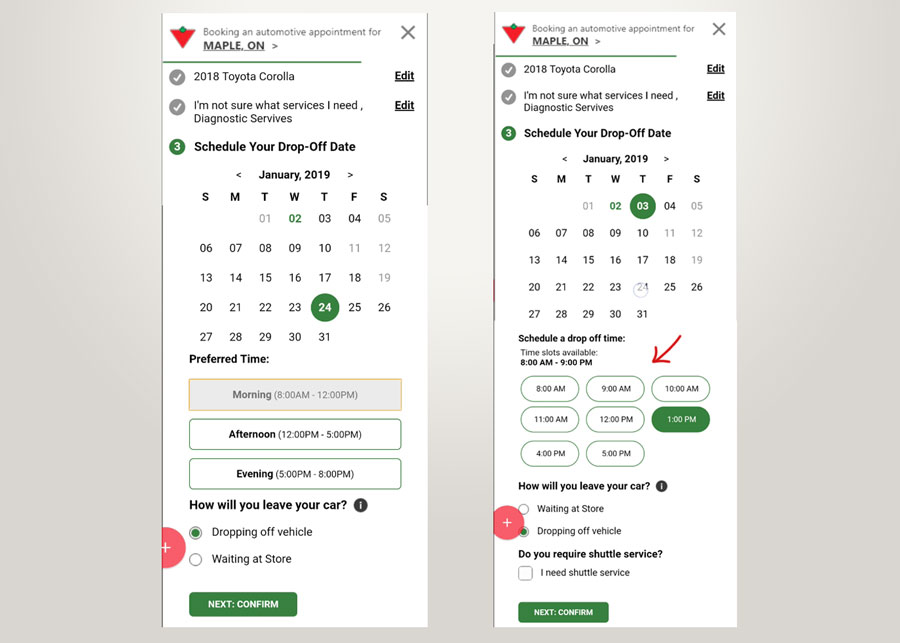 Booking an automotive appointment for
MAPLE, ON >
2018 Toyota Corolla Edit
I'm not sure what services I need , Edit
Diagnostic Servives
3 Schedule Your Drop-Off Date
< January, 2019 >
S M T W T F S
01 02 03 04 05
06 07 08 09 10 11 12
13 14 15 16 17 18 19
20 21 22 23 24 25 26
27 28 29 30 31
Preferred Time:
Morning (8:00AM - 12:00PM)
Afternoon (12:00PM - 5:00PM)
Evening (5:00PM - 8:00PM)
How will you leave your car? i
Dropping off vehicle
Waiting at Store
NEXT: CONFIRM
Booking an automotive appointment for
MAPLE, ON >
2018 Toyota Corolla Edit
I'm not sure what services I need , Edit
Diagnostic Servives
3 Schedule Your Drop-Off Date
< January, 2019 >
S M T W T F S
01 02 03 04 05
06 07 08 09 10 11 12
13 14 15 16 17 18 19
20 21 22 23 24 25 26
27 28 29 30 31
Schedule a drop off time:
Time slots available:
8:00 AM - 9:00 PM
8:00 AM 9:00 AM 10:00 AM
11:00 AM 12:00 PM 1:00 PM
4:00 PM 5:00 PM
How will you leave your car? i
Waiting at Store
Dropping off vehicle
Do you require shuttle service?
I need shuttle service
NEXT: CONFIRM